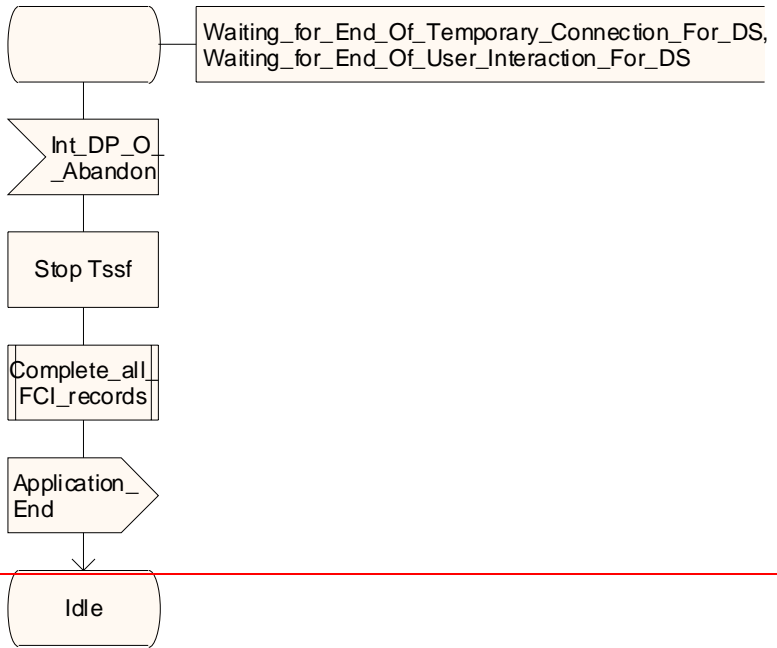 Waiting_for_End_Of_Temporary_Connection_For_DS,
Waiting_for_End_Of_User_Interaction_For_DS
Int_DP_O_
_Abandon
Stop Tssf
Complete_all_
FCI_records
Application_
End
Idle